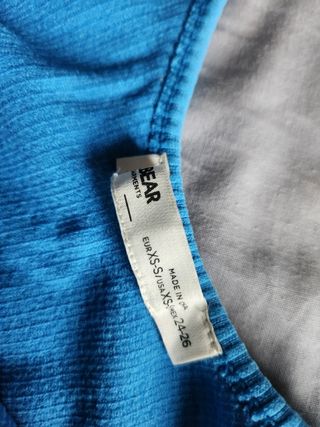 BEAR
EUR XS-S/USA XS/MEX 24-26
MADE IN